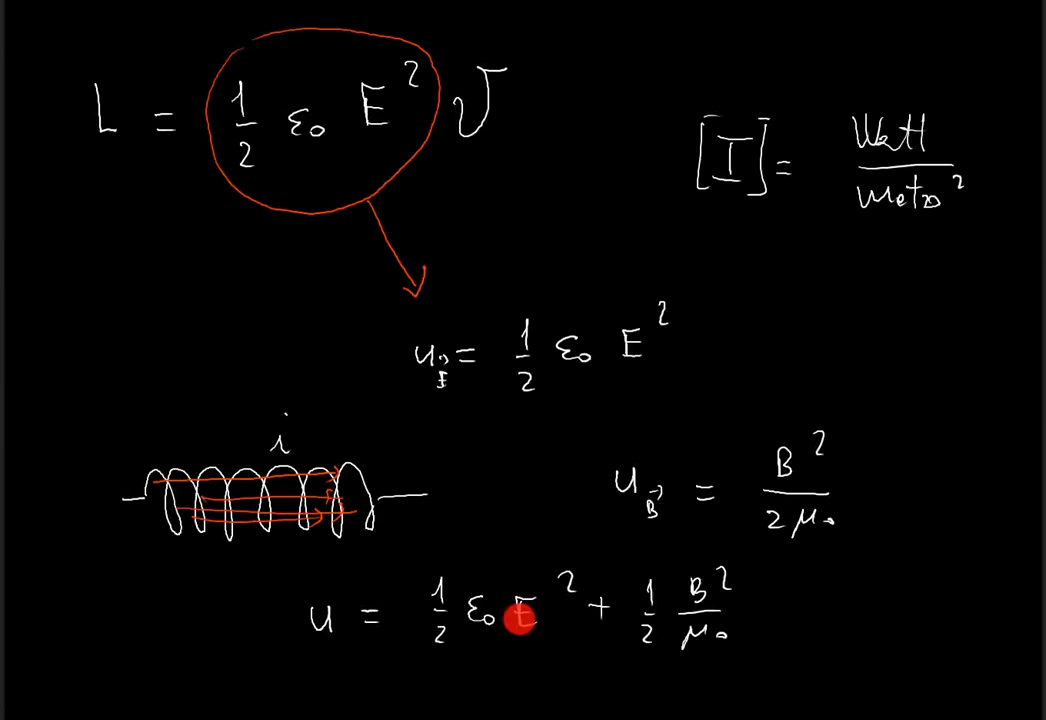 L = 1/2 ε₀ E² V
[I] = Watt/metro²
u_E⃗ = 1/2 ε₀ E²
i
u_B⃗ = B²/2μ₀
u = 1/2 ε₀ E² + 1/2 B²/μ₀